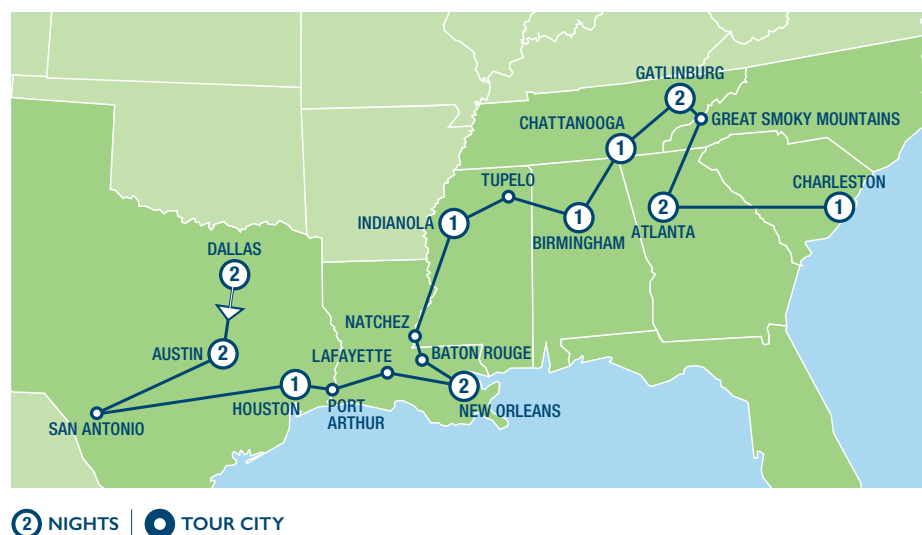 GATLINBURG
2
GREAT SMOKY MOUNTAINS
CHATTANOOGA
1
TUPELO
CHARLESTON
1
INDIANOLA
1
1
BIRMINGHAM
2
ATLANTA
DALLAS
2
NATCHEZ
AUSTIN
2
LAFAYETTE
BATON ROUGE
1
HOUSTON
PORT
ARTHUR
2
NEW ORLEANS
SAN ANTONIO
2 NIGHTS
TOUR CITY